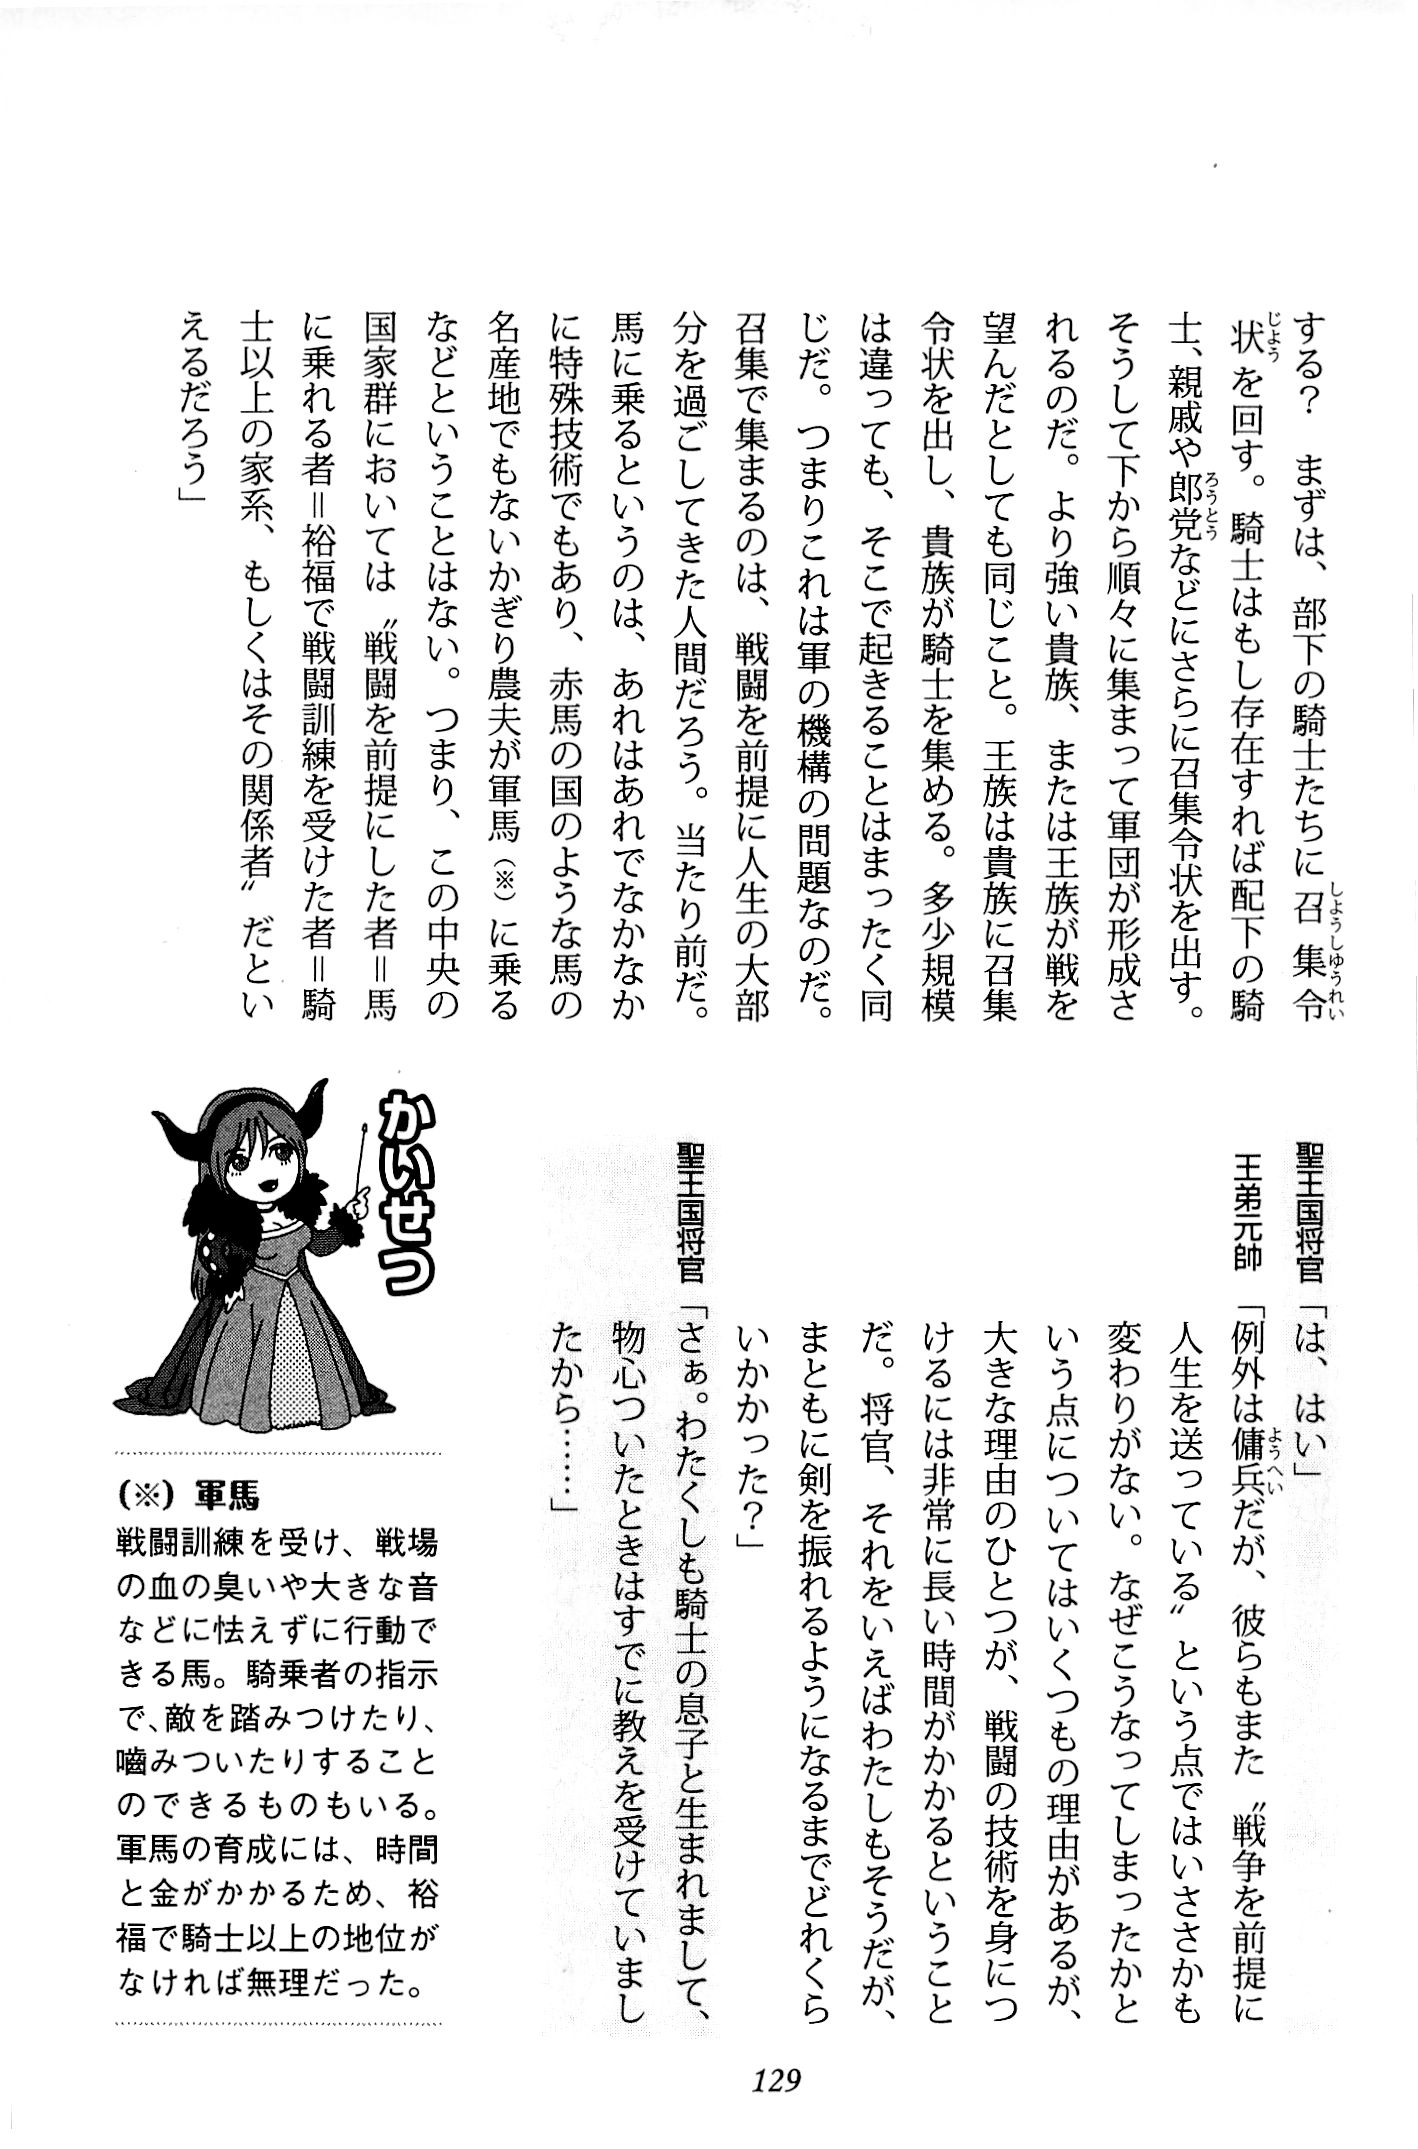 する？　まずは、部下の騎士たちに召集令
状を回す。騎士はもし存在すれば配下の騎
士、親戚や郎党などにさらに召集令状を出す。
そうして下から順々に集まって軍団が形成さ
れるのだ。より強い貴族、または王族が戦を
望んだとしても同じこと。王族は貴族に召集
令状を出し、貴族が騎士を集める。多少規模
は違っても、そこで起きることはまったく同
じだ。つまりこれは軍の機構の問題なのだ。
召集で集まるのは、戦闘を前提に人生の大部
分を過ごしてきた人間だろう。当たり前だ。
馬に乗るというのは、あれはあれでなかなか
に特殊技術でもあり、赤馬の国のような馬の
名産地でもないかぎり農夫が軍馬（※）に乗る
などということはない。つまり、この中央の
国家群においては〝戦闘を前提にした者＝馬
に乗れる者＝裕福で戦闘訓練を受けた者＝騎
士以上の家系、もしくはその関係者〟だとい
えるだろう」
聖王国将官「は、はい」
王弟元帥「例外は傭兵だが、彼らもまた〝戦争を前提に
人生を送っている〟という点ではいささかも
変わりがない。なぜこうなってしまったかと
いう点についてはいくつもの理由があるが、
大きな理由のひとつが、戦闘の技術を身につ
けるには非常に長い時間がかかるということ
だ。将官、それをいえばわたしもそうだが、
まともに剣を振れるようになるまでどれくら
いかかった？」
聖王国将官「さぁ。わたくしも騎士の息子と生まれまして、
物心ついたときはすでに教えを受けていまし
たから……」
かいせつ
（※）軍馬
戦闘訓練を受け、戦場
の血の臭いや大きな音
などに怯えずに行動で
きる馬。騎乗者の指示
で、敵を踏みつけたり、
嚙みついたりすること
のできるものもいる。
軍馬の育成には、時間
と金がかかるため、裕
福で騎士以上の地位が
なければ無理だった。
129